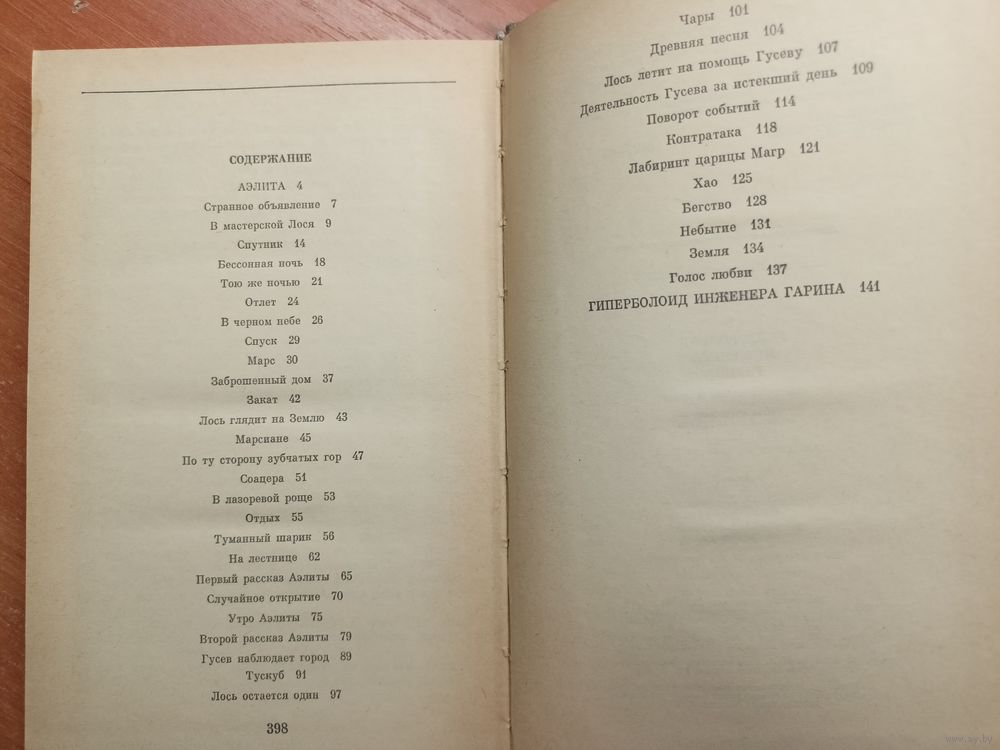 СОДЕРЖАНИЕ
АЭЛИТА 4
Странное объявление 7
В мастерской Лося 9
Спутник 14
Бессонная ночь 18
Тою же ночью 21
Отлет 24
В черном небе 26
Спуск 29
Марс 30
Заброшенный дом 37
Закат 42
Лось глядит на Землю 43
Марсиане 45
По ту сторону зубчатых гор 47
Соацера 51
В лазоревой роще 53
Отдых 55
Туманный шарик 56
На лестнице 62
Первый рассказ Аэлиты 65
Случайное открытие 70
Утро Аэлиты 75
Второй рассказ Аэлиты 79
Гусев наблюдает город 89
Тускуб 91
Лось остается один 97
398
Чары 101
Древняя песня 104
Лось летит на помощь Гусеву 107
Деятельность Гусева за истекший день 109
Поворот событий 114
Контратака 118
Лабиринт царицы Магр 121
Хао 125
Бегство 128
Небытие 131
Земля 134
Голос любви 137
ГИПЕРБОЛОИД ИНЖЕНЕРА ГАРИНА 141
www.ay.by